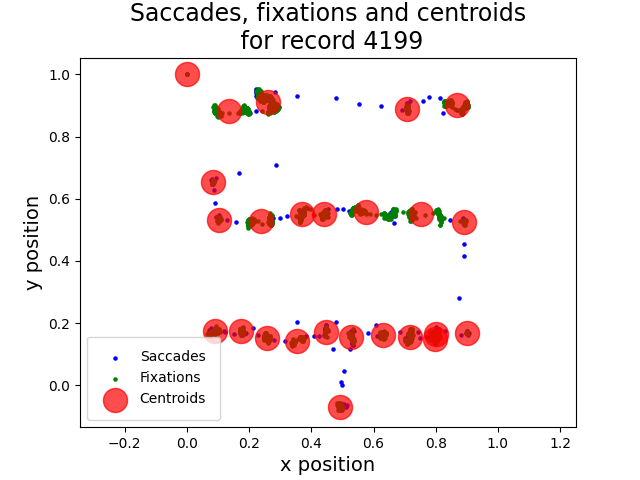 Saccades, fixations and centroids
for record 4199
1.0
0.8
0.6
0.4
0.2
0.0
y position
Saccades
Fixations
Centroids
−0.2 0.0 0.2 0.4 0.6 0.8 1.0 1.2
x position